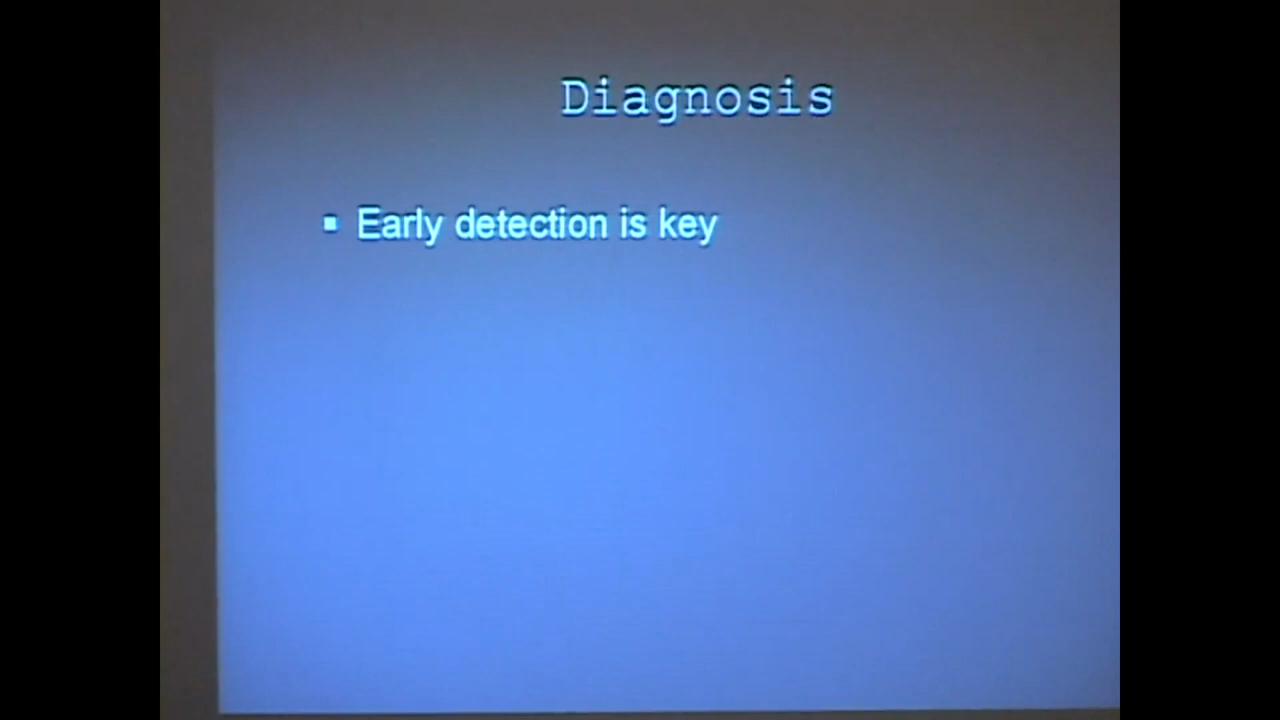 Diagnosis
▪ Early detection is key